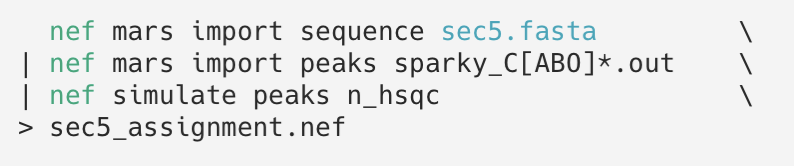 nef mars import sequence sec5.fasta \
| nef mars import peaks sparky_C[ABO]*.out \
| nef simulate peaks n_hsqc \
> sec5_assignment.nef